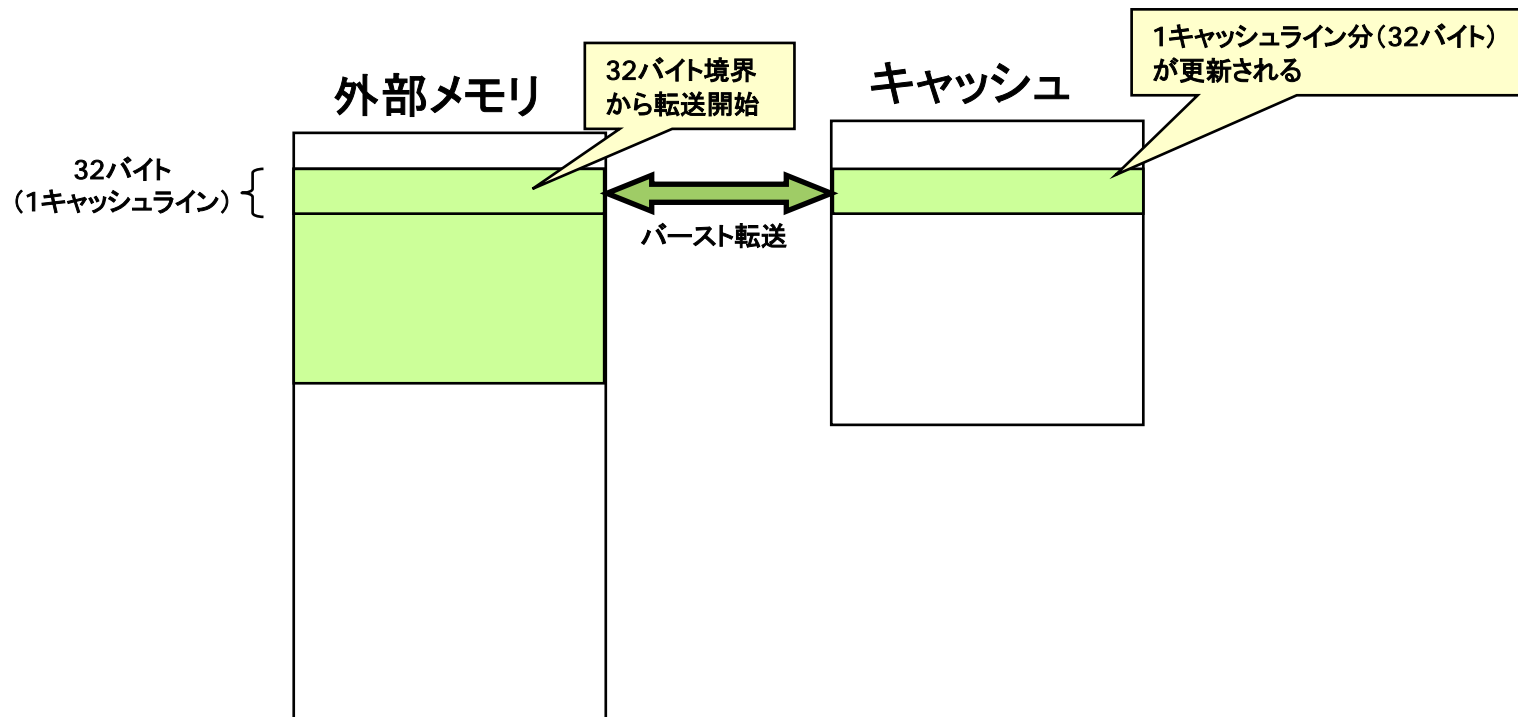 外部メモリ
32バイト境界
から転送開始
キャッシュ
1キャッシュライン分(32バイト)
が更新される
32バイト
(1キャッシュライン)
バースト転送